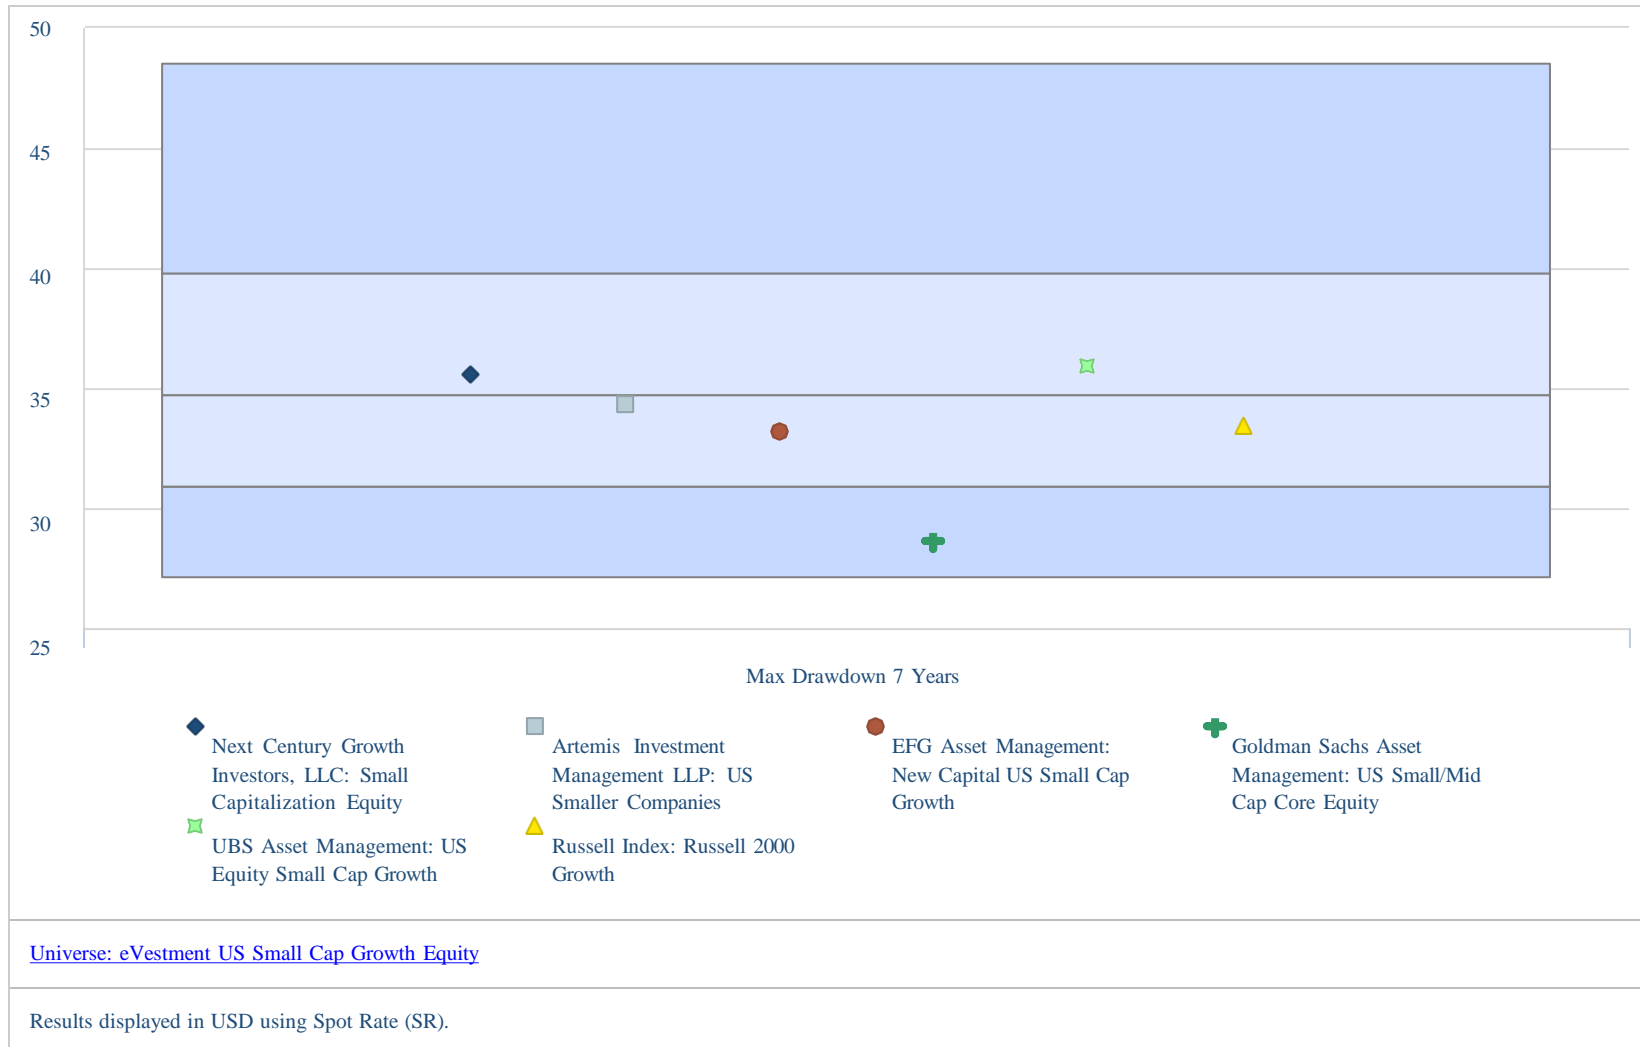 50
45
40
35
30
25
Max Drawdown 7 Years
Next Century Growth
Investors, LLC: Small
Capitalization Equity
Artemis Investment
Management LLP: US
Smaller Companies
EFG Asset Management:
New Capital US Small Cap
Growth
Goldman Sachs Asset
Management: US Small/Mid
Cap Core Equity
UBS Asset Management: US
Equity Small Cap Growth
Russell Index: Russell 2000
Growth
Universe: eVestment US Small Cap Growth Equity
Results displayed in USD using Spot Rate (SR).